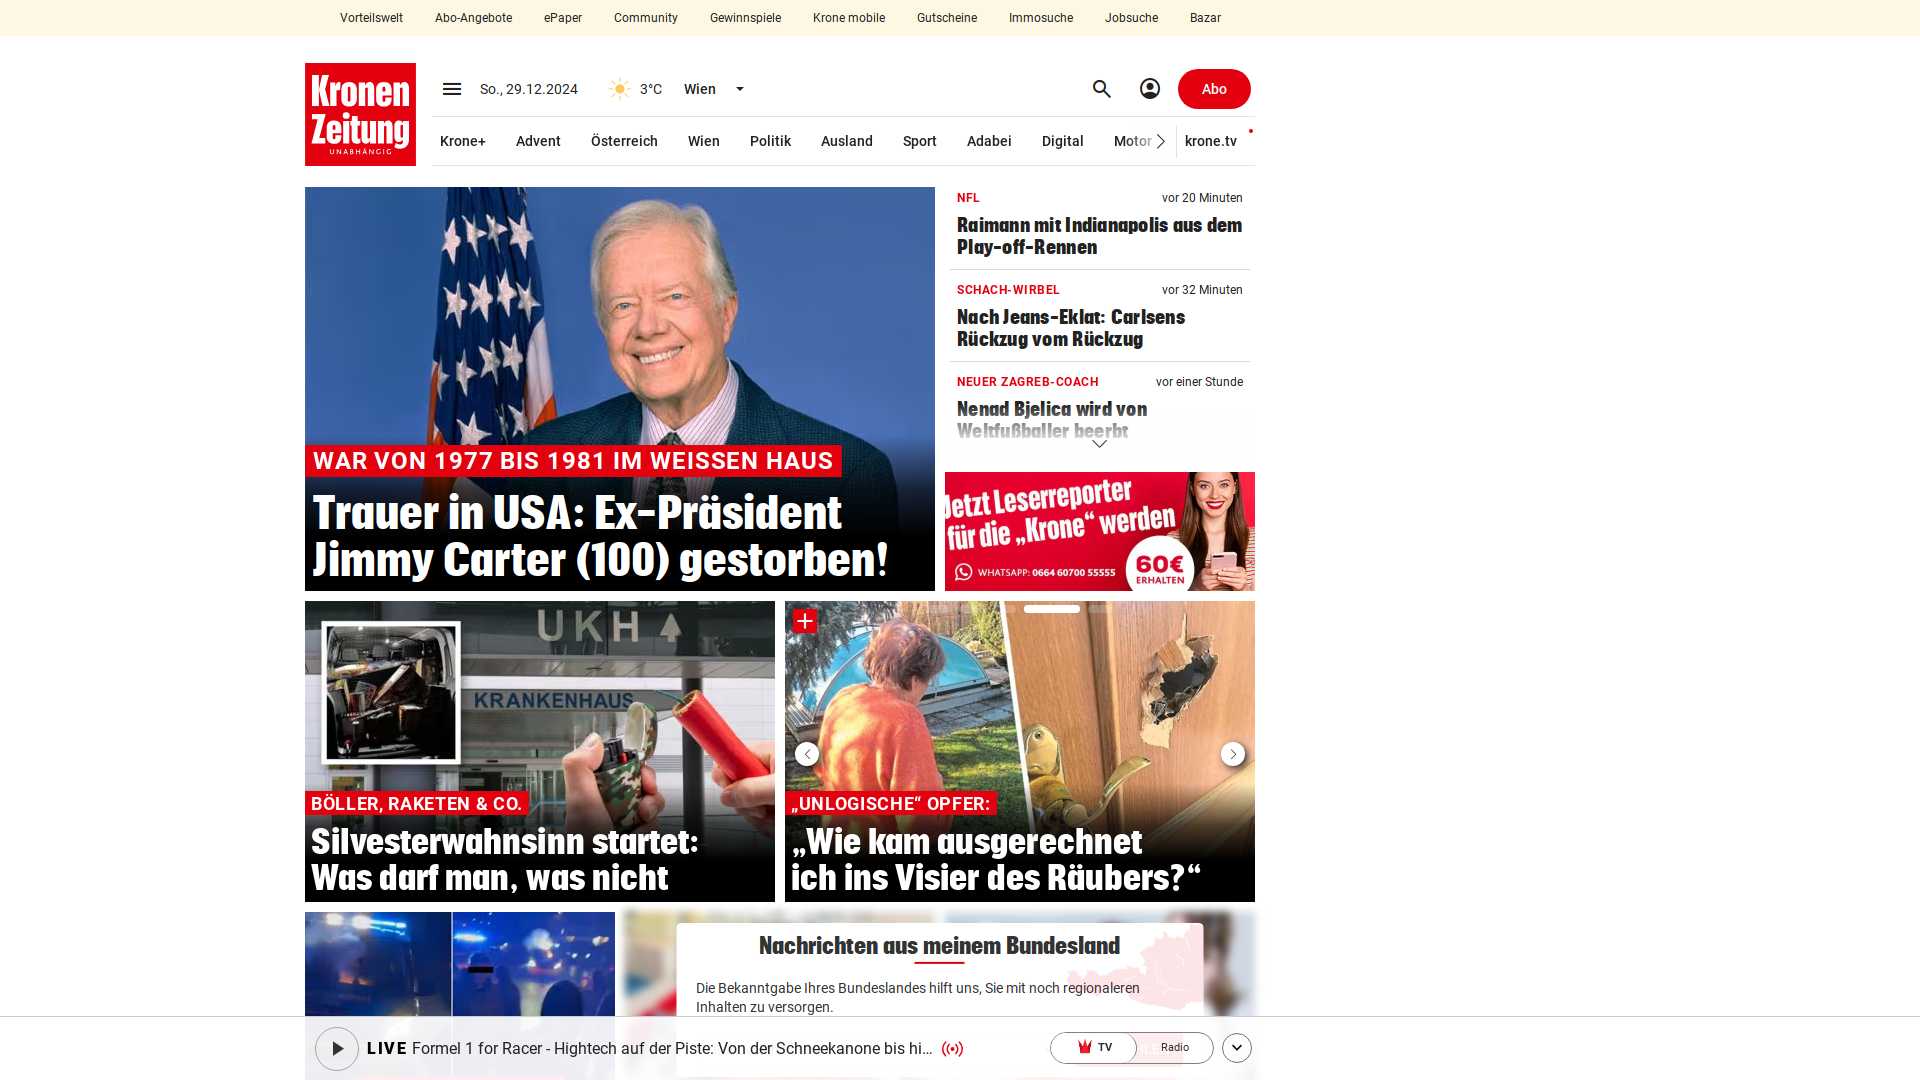 Vorteilswelt Abo-Angebote ePaper Community Gewinnspiele Krone mobile Gutscheine Immosuche Jobsuche Bazar
Kronen
Zeitung
UNABHÄNGIG
So., 29.12.2024 3°C Wien
Abo
Krone+ Advent Österreich Wien Politik Ausland Sport Adabei Digital Motor krone.tv
WAR VON 1977 BIS 1981 IM WEISSEN HAUS
Trauer in USA: Ex-Präsident
Jimmy Carter (100) gestorben!
NFL vor 20 Minuten
Raimann mit Indianapolis aus dem
Play-off-Rennen
SCHACH-WIRBEL vor 32 Minuten
Nach Jeans-Eklat: Carlsens
Rückzug vom Rückzug
NEUER ZAGREB-COACH vor einer Stunde
Nenad Bjelica wird von
Weltfußballer beerbt
Jetzt Leserreporter
für die „Krone“ werden
WHATSAPP: 0664 60700 55555
60€
ERHALTEN
UKH
KRANKENHAUS
BÖLLER, RAKETEN & CO.
Silvesterwahnsinn startet:
Was darf man, was nicht
„UNLOGISCHE“ OPFER:
„Wie kam ausgerechnet
ich ins Visier des Räubers?“
Nachrichten aus meinem Bundesland
Die Bekanntgabe Ihres Bundeslandes hilft uns, Sie mit noch regionaleren
Inhalten zu versorgen.
LIVE Formel 1 for Racer - Hightech auf der Piste: Von der Schneekanone bis hi...
TV Radio